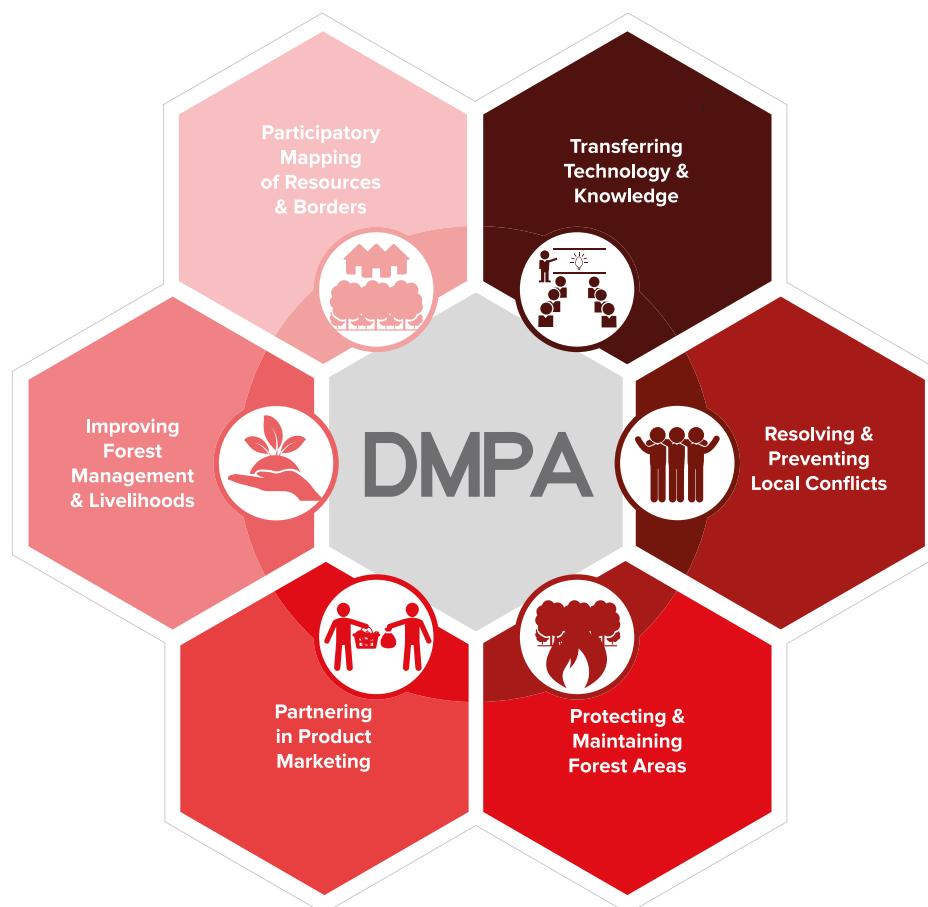 Participatory
Mapping
of Resources
& Borders
Transferring
Technology &
Knowledge
Improving
Forest
Management
& Livelihoods
DMPA
Resolving &
Preventing
Local Conflicts
Partnering
in Product
Marketing
Protecting &
Maintaining
Forest Areas